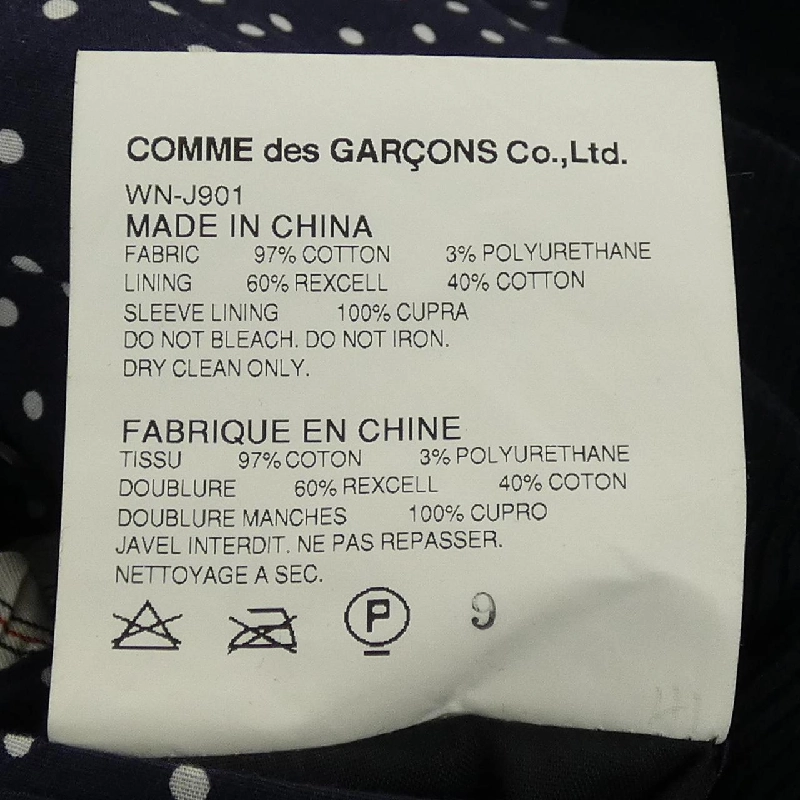 COMME des GARÇONS Co.,Ltd.
WN-J901
MADE IN CHINA
FABRIC 97% COTTON 3% POLYURETHANE
LINING 60% REXCELL 40% COTTON
SLEEVE LINING 100% CUPRA
DO NOT BLEACH. DO NOT IRON.
DRY CLEAN ONLY.
FABRIQUE EN CHINE
TISSU 97% COTON 3% POLYURETHANE
DOUBLURE 60% REXCELL 40% COTON
DOUBLURE MANCHES 100% CUPRO
JAVEL INTERDIT. NE PAS REPASSER.
NETTOYAGE A SEC.
P 9